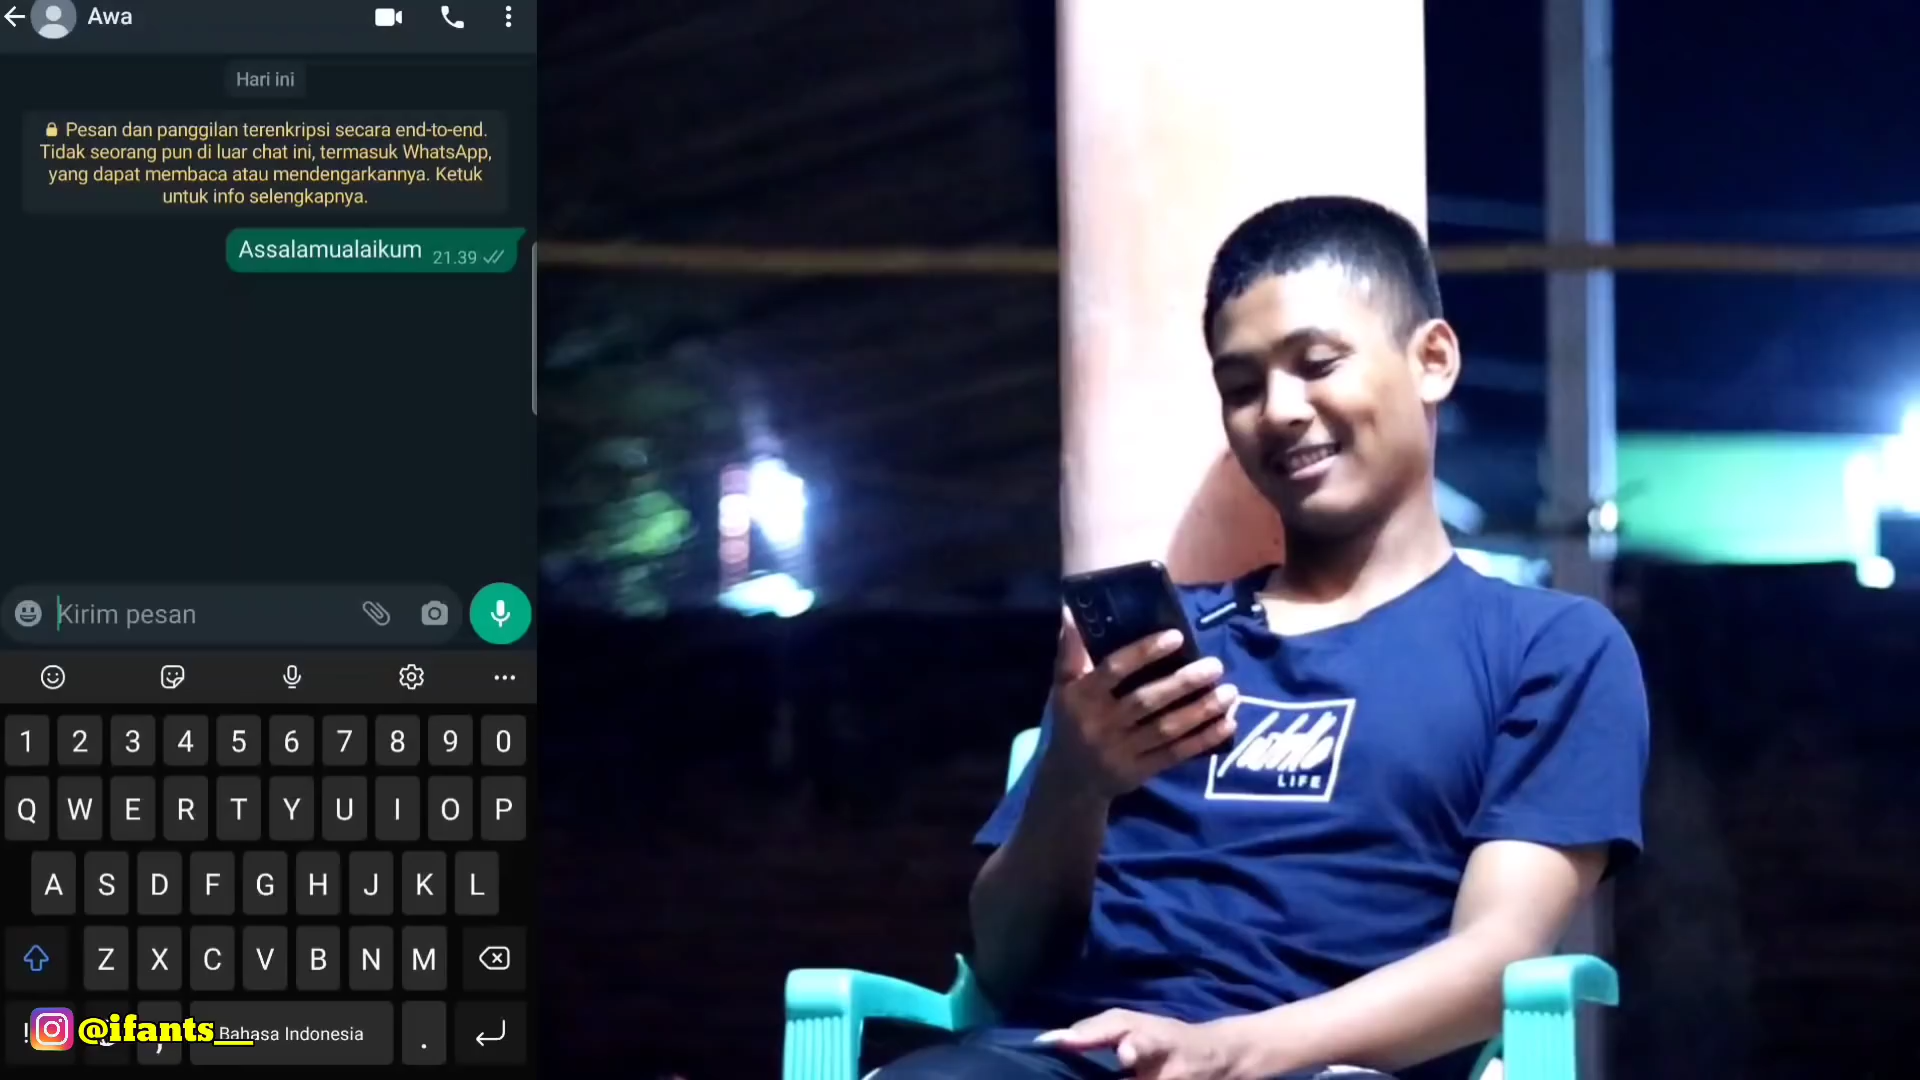 Awa
Hari ini
Pesan dan panggilan terenkripsi secara end-to-end.
Tidak seorang pun di luar chat ini, termasuk WhatsApp,
yang dapat membaca atau mendengarkannya. Ketuk
untuk info selengkapnya.
Assalamualaikum 21.39
Kirim pesan
1 2 3 4 5 6 7 8 9 0
Q W E R T Y U I O P
A S D F G H J K L
Z X C V B N M
@ifants__
, Bahasa Indonesia .
LIFE